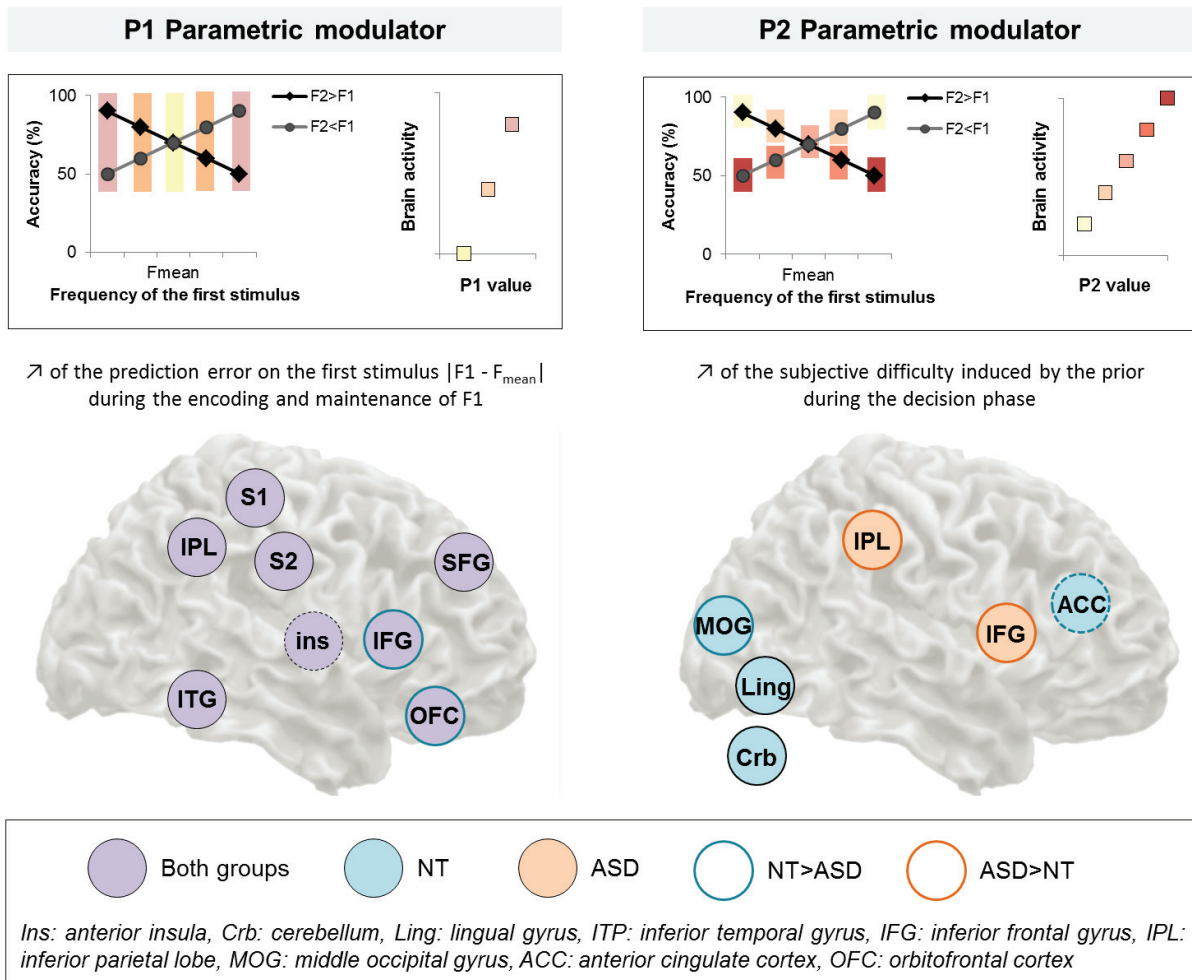 P1 Parametric modulator
P2 Parametric modulator
100
50
0
Accuracy (%)
F2>F1
F2<F1
Fmean
Frequency of the first stimulus
Brain activity
P1 value
100
50
0
Accuracy (%)
F2>F1
F2<F1
Fmean
Frequency of the first stimulus
Brain activity
P2 value
↗ of the prediction error on the first stimulus |F1 - Fmean|
during the encoding and maintenance of F1
↗ of the subjective difficulty induced by the prior
during the decision phase
S1
IPL
S2
SFG
ins
IFG
ITG
OFC
IPL
ACC
MOG
IFG
Ling
Crb
Both groups
NT
ASD
NT>ASD
ASD>NT
Ins: anterior insula, Crb: cerebellum, Ling: lingual gyrus, ITP: inferior temporal gyrus, IFG: inferior frontal gyrus, IPL:
inferior parietal lobe, MOG: middle occipital gyrus, ACC: anterior cingulate cortex, OFC: orbitofrontal cortex